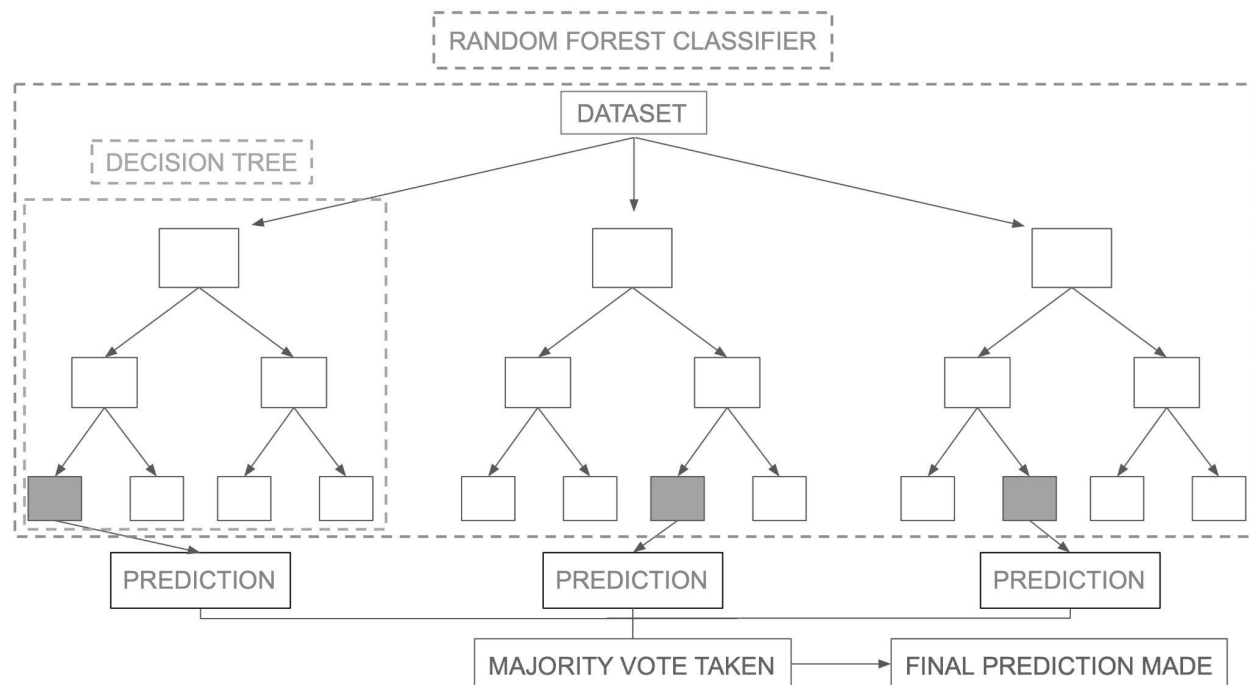 RANDOM FOREST CLASSIFIER
DATASET
DECISION TREE
PREDICTION
PREDICTION
PREDICTION
MAJORITY VOTE TAKEN
FINAL PREDICTION MADE